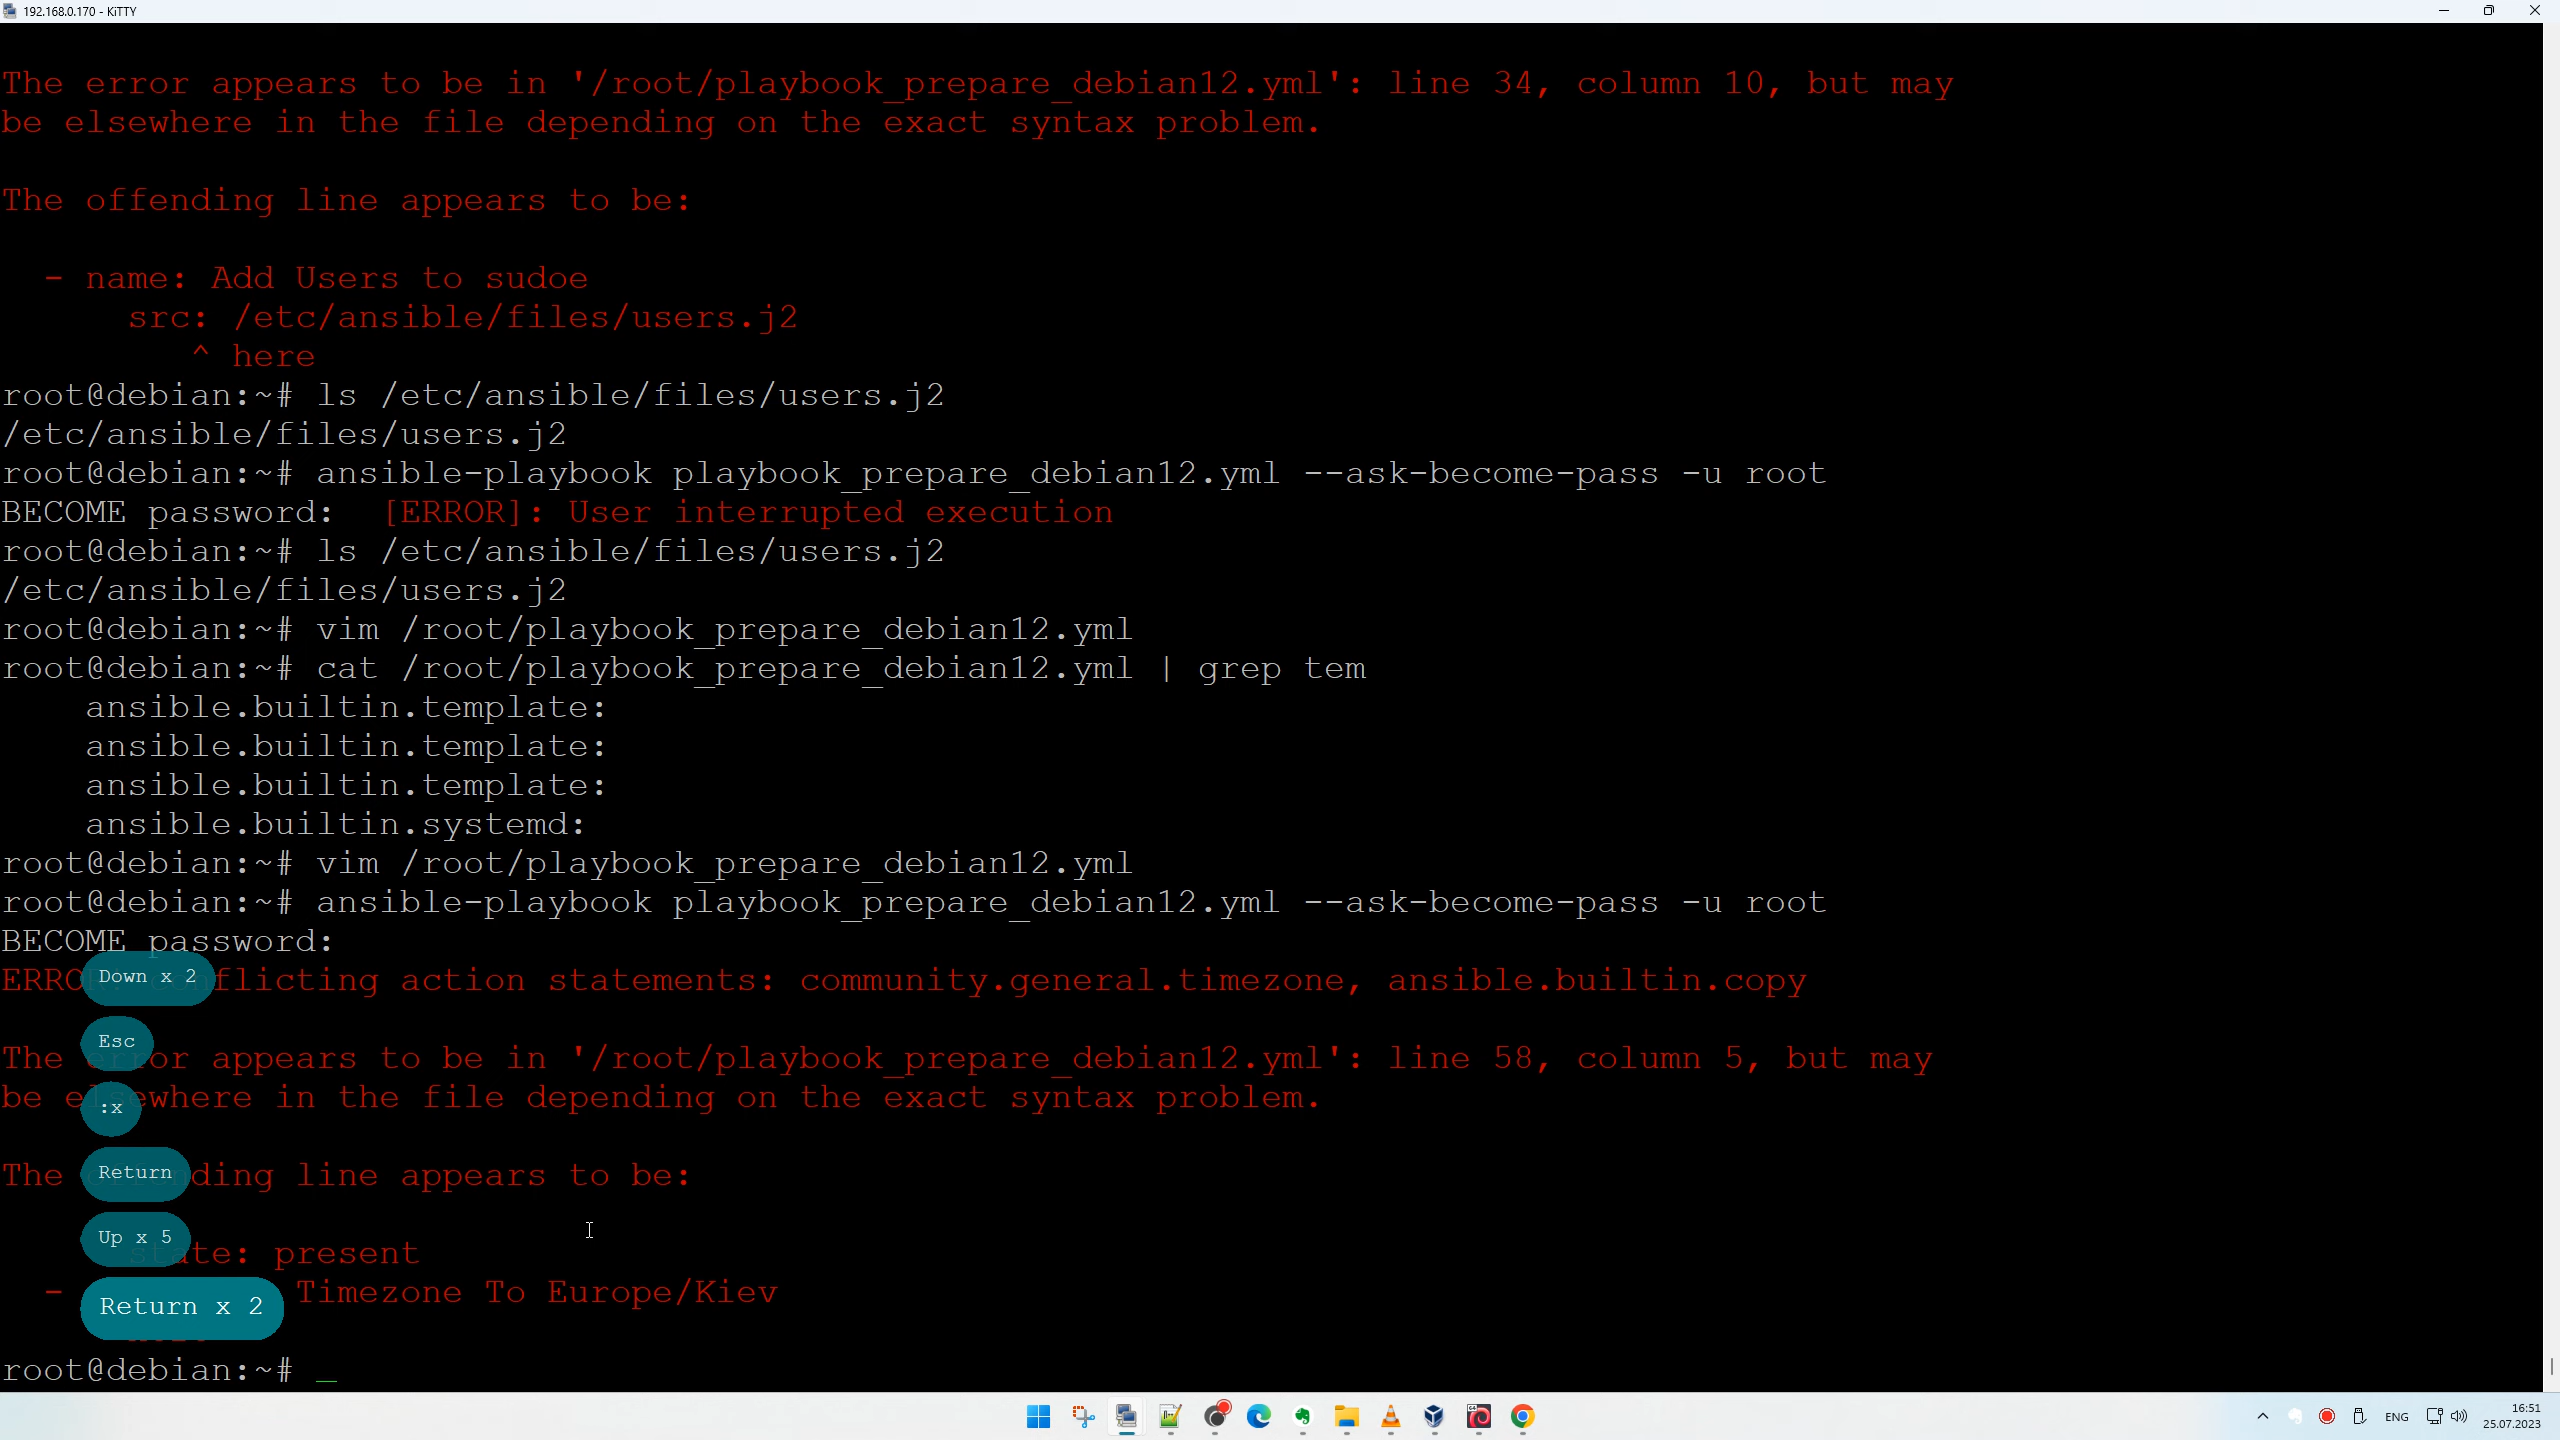 192.168.0.170 - KiTTY
The error appears to be in '/root/playbook_prepare_debian12.yml': line 34, column 10, but may
be elsewhere in the file depending on the exact syntax problem.
The offending line appears to be:
- name: Add Users to sudoe
src: /etc/ansible/files/users.j2
^ here
root@debian:~# ls /etc/ansible/files/users.j2
/etc/ansible/files/users.j2
root@debian:~# ansible-playbook playbook_prepare_debian12.yml --ask-become-pass -u root
BECOME password:  [ERROR]: User interrupted execution
root@debian:~# ls /etc/ansible/files/users.j2
/etc/ansible/files/users.j2
root@debian:~# vim /root/playbook_prepare_debian12.yml
root@debian:~# cat /root/playbook_prepare_debian12.yml | grep tem
ansible.builtin.template:
ansible.builtin.template:
ansible.builtin.template:
ansible.builtin.systemd:
root@debian:~# vim /root/playbook_prepare_debian12.yml
root@debian:~# ansible-playbook playbook_prepare_debian12.yml --ask-become-pass -u root
BECOME password:
action statements: community.general.timezone, ansible.builtin.copy
Down x 2
Esc
The error appears to be in '/root/playbook_prepare_debian12.yml': line 58, column 5, but may
be elsewhere in the file depending on the exact syntax problem.
:x
The offending line appears to be:
Return
Up x 5
state: present
- Timezone To Europe/Kiev
Return x 2
root@debian:~# _
ENG
16:51
25.07.2023